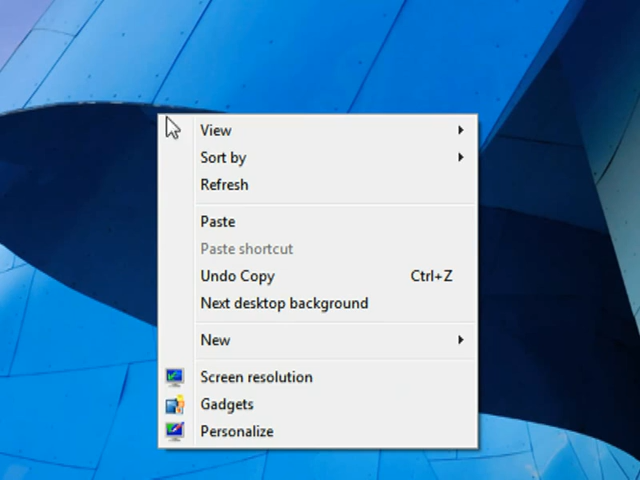 View
Sort by
Refresh
Paste
Paste shortcut
Undo Copy Ctrl+Z
Next desktop background
New
Screen resolution
Gadgets
Personalize